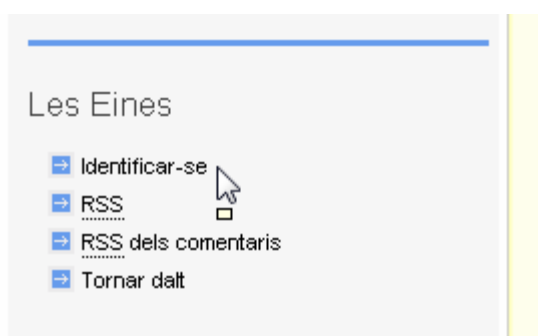 Les Eines
Identificar-se
RSS
RSS dels comentaris
Tornar dalt